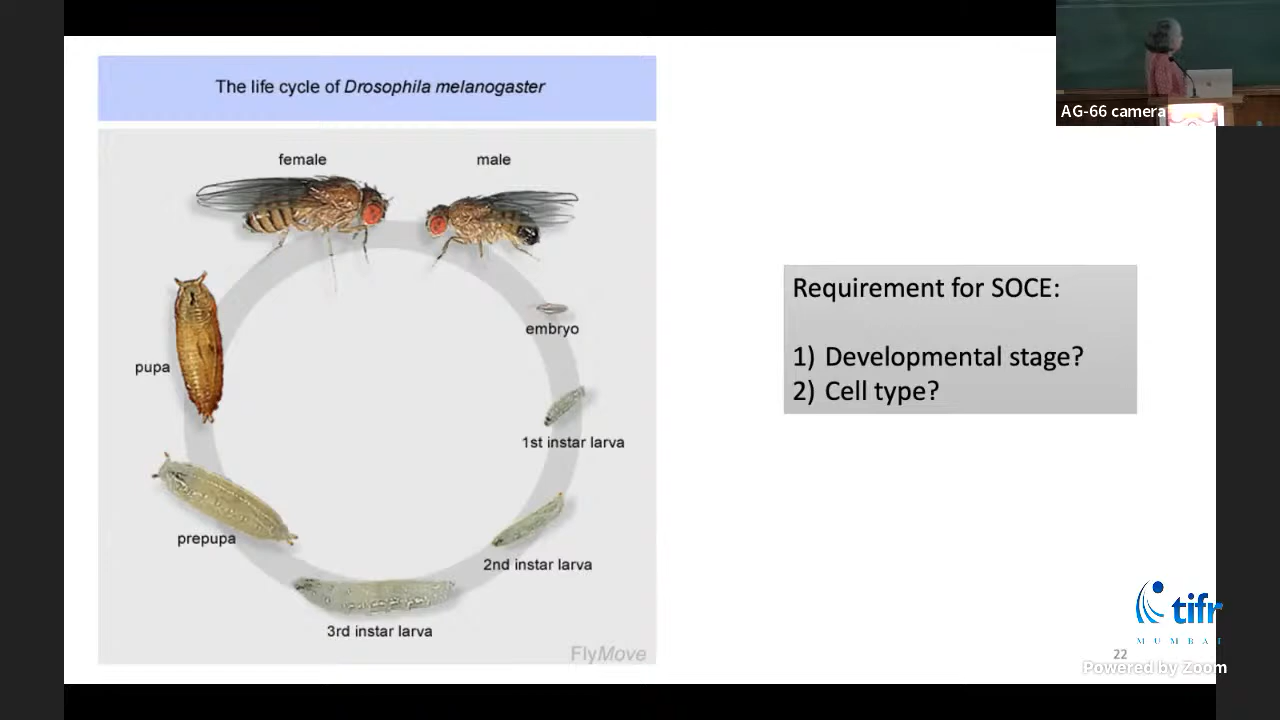 The life cycle of Drosophila melanogaster
female
male
embryo
1st instar larva
2nd instar larva
3rd instar larva
prepupa
pupa
FlyMove
Requirement for SOCE:
1) Developmental stage?
2) Cell type?
AG-66 camera
tifr
MUMBAI
22
Powered by Zoom